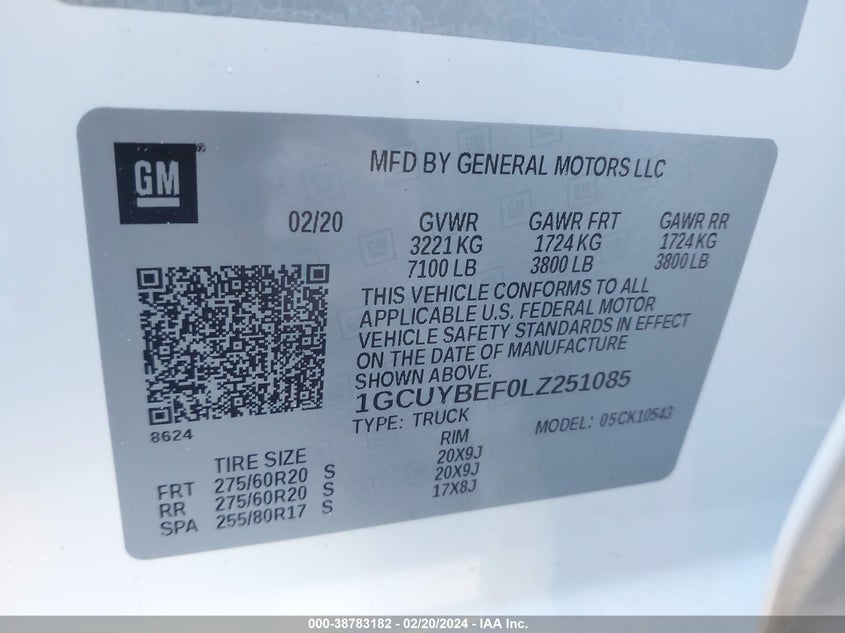 GM
MFD BY GENERAL MOTORS LLC
02/20 GVWR GAWR FRT GAWR RR
3221 KG 1724 KG 1724 KG
7100 LB 3800 LB 3800 LB
THIS VEHICLE CONFORMS TO ALL
APPLICABLE U.S. FEDERAL MOTOR
VEHICLE SAFETY STANDARDS IN EFFECT
ON THE DATE OF MANUFACTURE
SHOWN ABOVE.
1GCUYBEF0LZ251085
TYPE: TRUCK MODEL: 05CK10543
8624
TIRE SIZE RIM
FRT 275/60R20 S 20X9J
RR 275/60R20 S 20X9J
SPA 255/80R17 S 17X8J
000-38783182 - 02/20/2024 - IAA Inc.